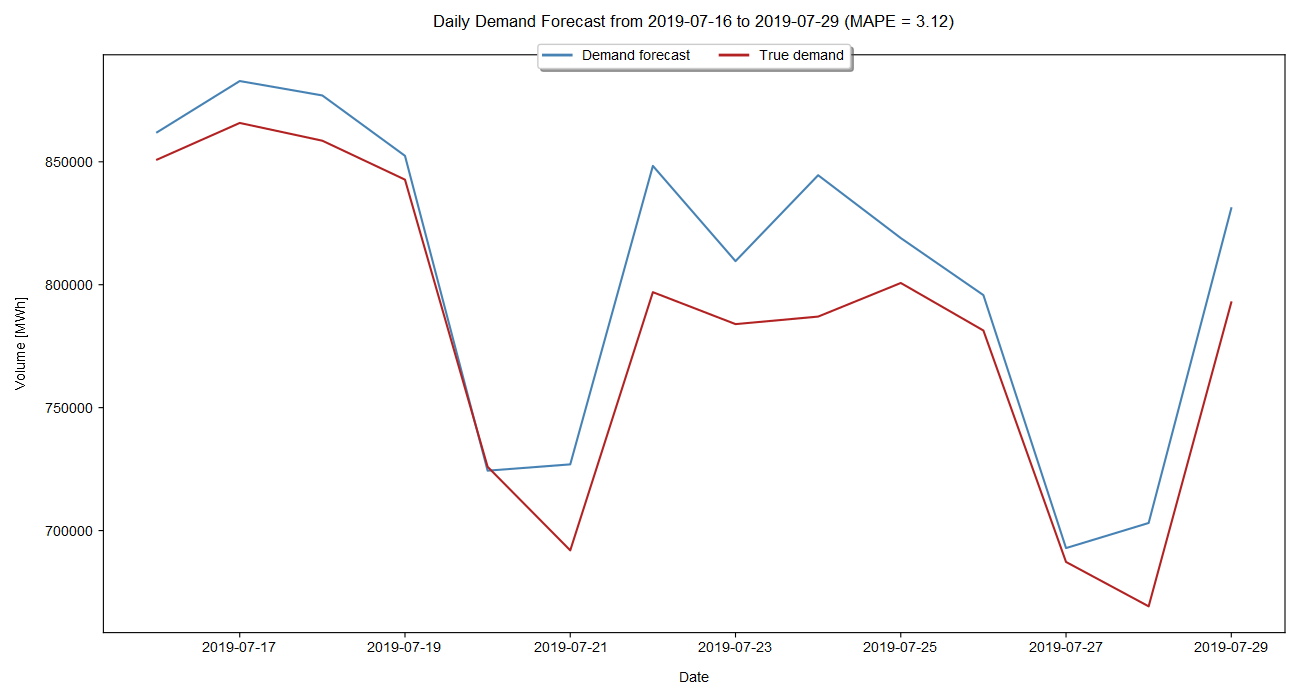 Daily Demand Forecast from 2019-07-16 to 2019-07-29 (MAPE = 3.12)
Demand forecast True demand
850000
800000
750000
700000
Volume [MWh]
2019-07-17 2019-07-19 2019-07-21 2019-07-23 2019-07-25 2019-07-27 2019-07-29
Date